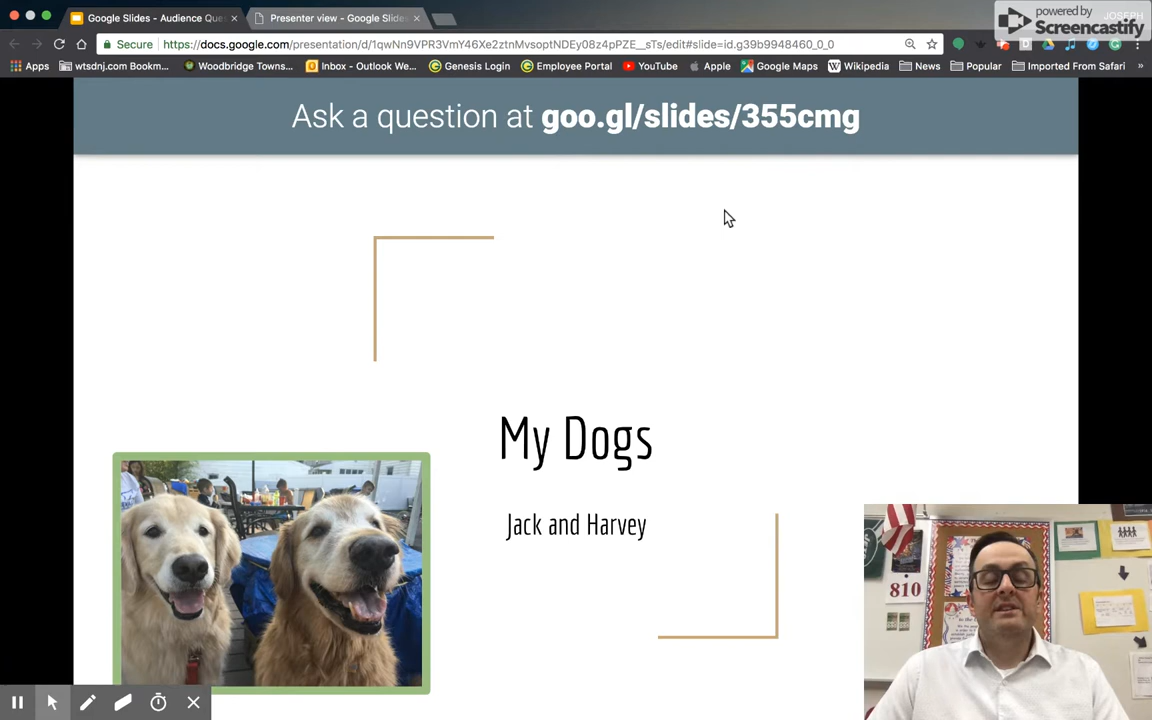 Google Slides - Audience Que
Presenter view - Google Slide
powered by
JOSEPH
Screencastify
Secure
https://docs.google.com/presentation/d/1qwNn9VPR3VmY46Xe2ztnMvsoptNDEy08z4pPZE__sTs/edit#slide=id.g39b9948460_0_0
Apps
wtsdnj.com Bookm...
Woodbridge Towns...
Inbox - Outlook We...
Genesis Login
Employee Portal
YouTube
Apple
Google Maps
Wikipedia
News
Popular
Imported From Safari
Ask a question at goo.gl/slides/355cmg
My Dogs
Jack and Harvey
810